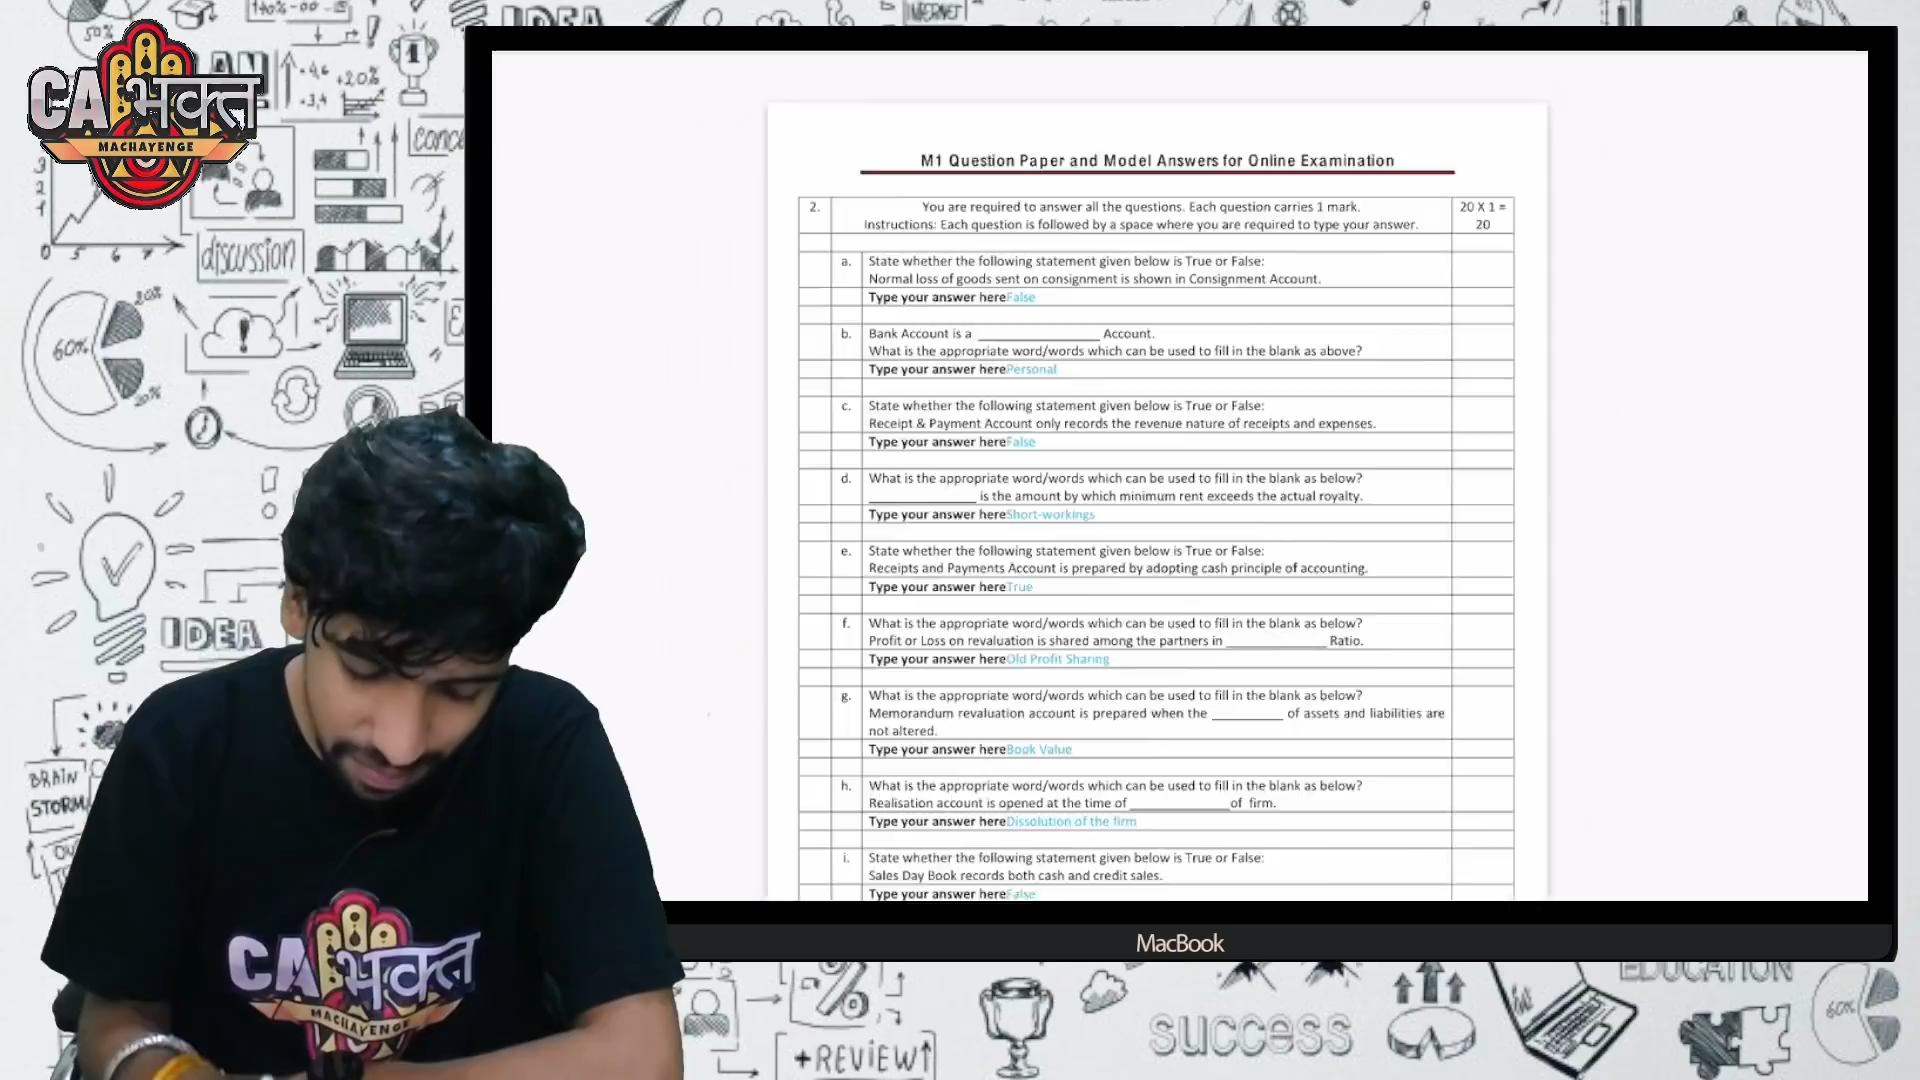 CA भक्त
MACHAYENGE
IDEA
INTERNET
50%
+20%
1
discussion
60%
20%
20%
IDEA
BRAIN
STORM
M1 Question Paper and Model Answers for Online Examination
2. You are required to answer all the questions. Each question carries 1 mark. 20 X 1 =
Instructions: Each question is followed by a space where you are required to type your answer. 20
a. State whether the following statement given below is True or False:
Normal loss of goods sent on consignment is shown in Consignment Account.
Type your answer hereFalse
b. Bank Account is a ______________ Account.
What is the appropriate word/words which can be used to fill in the blank as above?
Type your answer herePersonal
c. State whether the following statement given below is True or False:
Receipt & Payment Account only records the revenue nature of receipts and expenses.
Type your answer hereFalse
d. What is the appropriate word/words which can be used to fill in the blank as below?
______________ is the amount by which minimum rent exceeds the actual royalty.
Type your answer hereShort-workings
e. State whether the following statement given below is True or False:
Receipts and Payments Account is prepared by adopting cash principle of accounting.
Type your answer hereTrue
f. What is the appropriate word/words which can be used to fill in the blank as below?
Profit or Loss on revaluation is shared among the partners in ______________ Ratio.
Type your answer hereOld Profit Sharing
g. What is the appropriate word/words which can be used to fill in the blank as below?
Memorandum revaluation account is prepared when the __________ of assets and liabilities are
not altered.
Type your answer hereBook Value
h. What is the appropriate word/words which can be used to fill in the blank as below?
Realisation account is opened at the time of ______________of firm.
Type your answer hereDissolution of the firm
i. State whether the following statement given below is True or False:
Sales Day Book records both cash and credit sales.
Type your answer hereFalse
MacBook
CA भक्त
MACHAYENGE
EDUCATION
%
SUCCESS
60%
+REVIEW